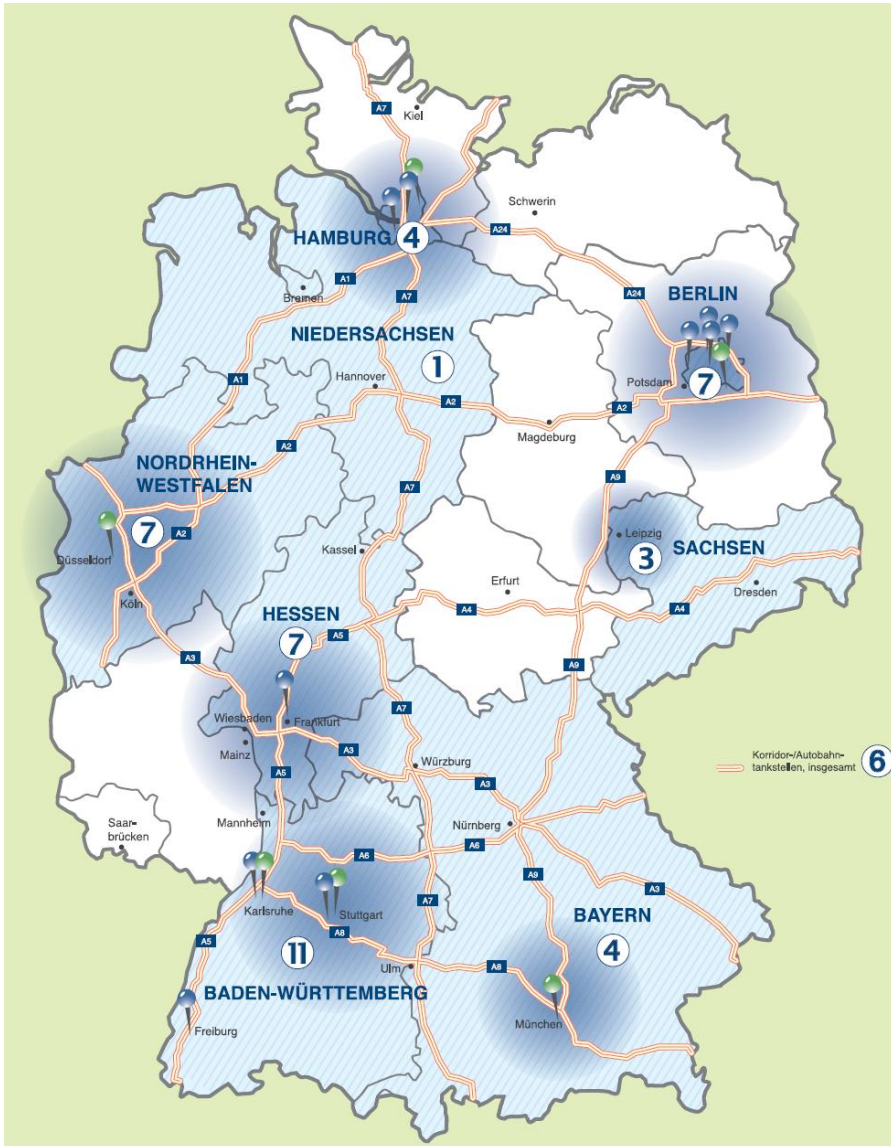 A7
Kiel
Schwerin
HAMBURG
4
A24
A1
A7
Bremen
A24
BERLIN
NIEDERSACHSEN
1
Hannover
A1
A2
Potsdam
7
A2
A2
Magdeburg
NORDRHEIN-
WESTFALEN
A9
A7
7
A2
Düsseldorf
Kassel
Leipzig
3
SACHSEN
Köln
Erfurt
Dresden
HESSEN
A4
A4
7
A5
A3
A9
Wiesbaden
Frankfurt
A7
Mainz
A3
Würzburg
A5
A3
Korridor-/Autobahn-
tankstellen, insgesamt
6
Saar-
brücken
Mannheim
Nürnberg
A6
A6
A9
A3
Karlsruhe
Stuttgart
A7
A8
BAYERN
A5
11
4
Ulm
A8
BADEN-WÜRTTEMBERG
München
Freiburg